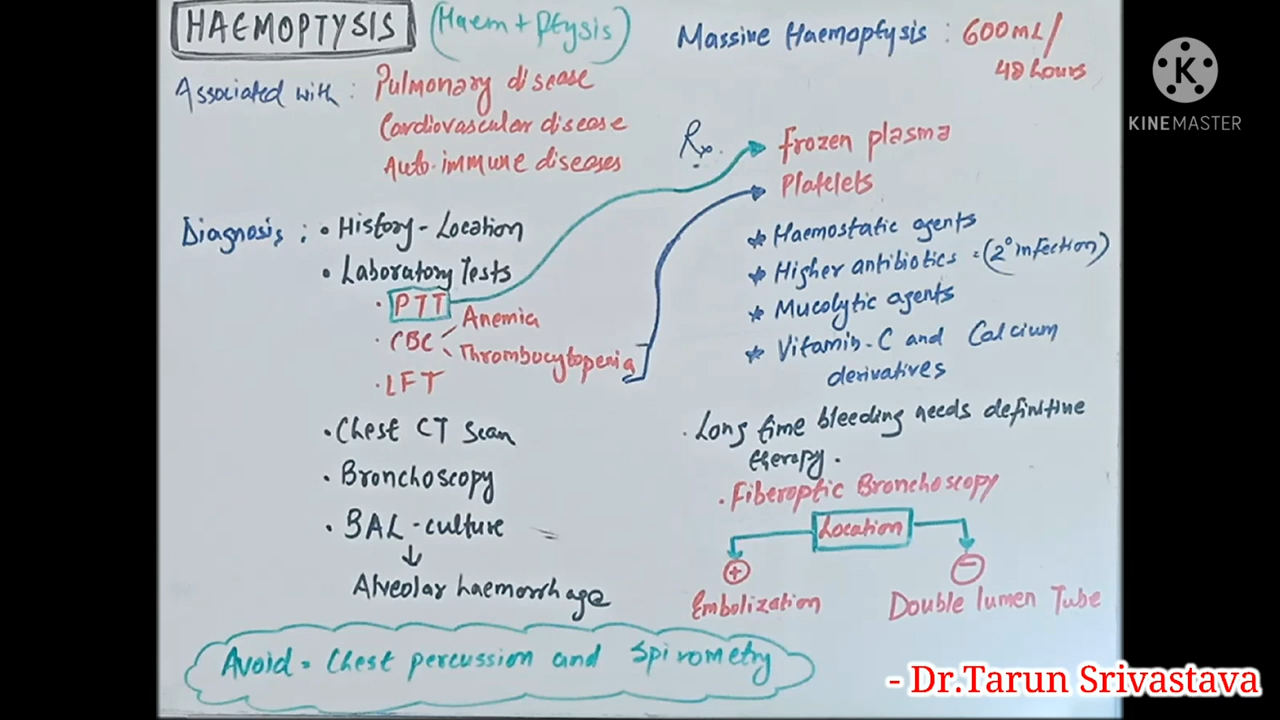 HAEMOPTYSIS (Haem + Ptysis)
Associated with : Pulmonary disease
Cardiovascular disease
Auto-immune diseases
Diagnosis : • History - Location
• Laboratory Tests
• PTT
• CBC Anemia
Thrombocytopenia
• LFT
• Chest CT Scan
• Bronchoscopy
• BAL - culture
Alveolar haemorrhage
Massive Haemoptysis : 600mL/
48 hours
Rx.
Frozen plasma
Platelets
* Haemostatic agents
* Higher antibiotics = (2° infection)
* Mucolytic agents
* Vitamin-C and Calcium
derivatives
• Long time bleeding needs definitive
therapy.
• Fiberoptic Bronchoscopy
Location
+ −
Embolization Double lumen Tube
Avoid = Chest percussion and Spirometry
K
KINEMASTER
- Dr.Tarun Srivastava